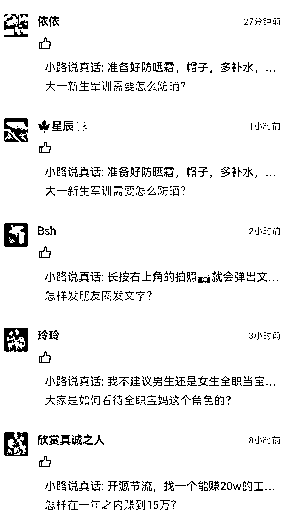 依依
27分钟前
小路说真话: 准备好防晒霜，帽子，多补水，...
大一新生军训需要怎么防晒?
星辰
1小时前
小路说真话: 准备好防晒霜，帽子，多补水，...
大一新生军训需要怎么防晒?
Bsh
2小时前
小路说真话: 长按右上角的拍照📷就会弹出文...
怎样发朋友圈发文字?
玲玲
3小时前
小路说真话: 我不建议男生还是女生全职当宝...
大家是如何看待全职宝妈这个角色的?
欣赏真诚之人
8小时前
小路说真话: 开源节流，找一个能赚20w的工...
怎样在一年之内赚到15万?